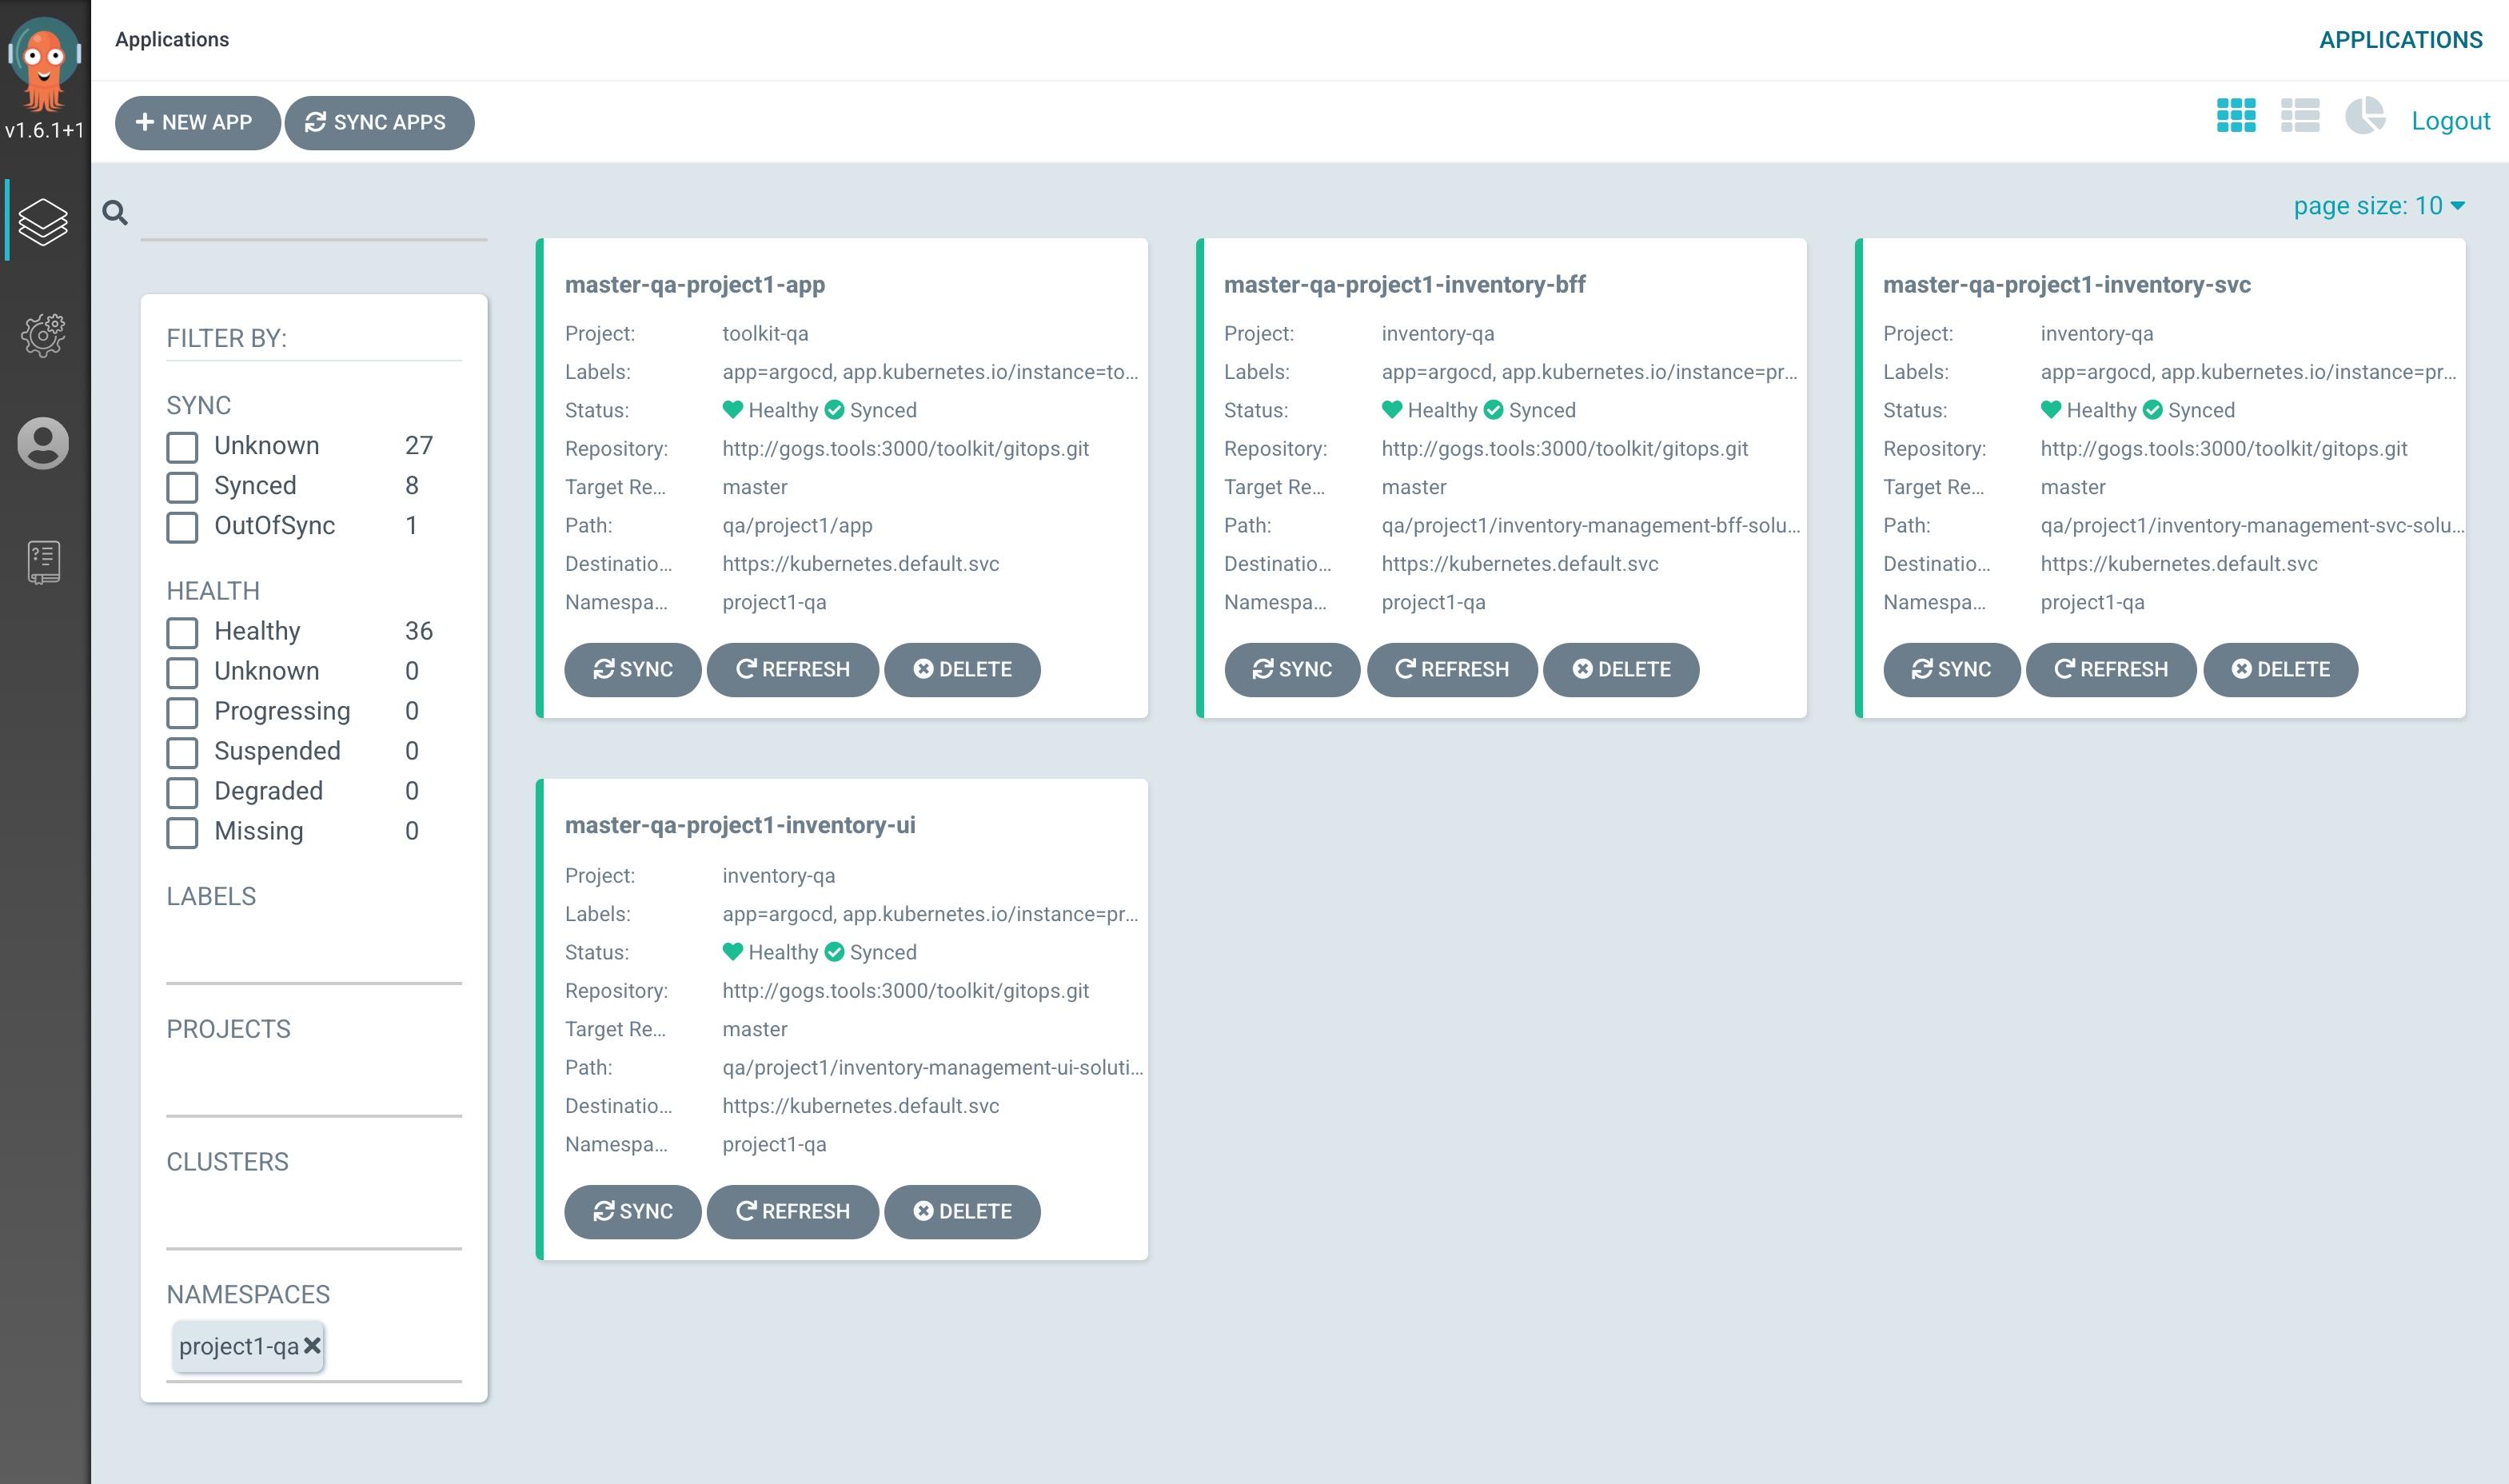 v1.6.1+1
Applications
APPLICATIONS
NEW APP
SYNC APPS
Logout
page size: 10
FILTER BY:
SYNC
Unknown 27
Synced 8
OutOfSync 1
HEALTH
Healthy 36
Unknown 0
Progressing 0
Suspended 0
Degraded 0
Missing 0
LABELS
PROJECTS
CLUSTERS
NAMESPACES
project1-qa
master-qa-project1-app
Project: toolkit-qa
Labels: app=argocd, app.kubernetes.io/instance=to...
Status: Healthy Synced
Repository: http://gogs.tools:3000/toolkit/gitops.git
Target Re... master
Path: qa/project1/app
Destinatio... https://kubernetes.default.svc
Namespa... project1-qa
SYNC REFRESH DELETE
master-qa-project1-inventory-bff
Project: inventory-qa
Labels: app=argocd, app.kubernetes.io/instance=pr...
Status: Healthy Synced
Repository: http://gogs.tools:3000/toolkit/gitops.git
Target Re... master
Path: qa/project1/inventory-management-bff-solu...
Destinatio... https://kubernetes.default.svc
Namespa... project1-qa
SYNC REFRESH DELETE
master-qa-project1-inventory-svc
Project: inventory-qa
Labels: app=argocd, app.kubernetes.io/instance=pr...
Status: Healthy Synced
Repository: http://gogs.tools:3000/toolkit/gitops.git
Target Re... master
Path: qa/project1/inventory-management-svc-solu...
Destinatio... https://kubernetes.default.svc
Namespa... project1-qa
SYNC REFRESH DELETE
master-qa-project1-inventory-ui
Project: inventory-qa
Labels: app=argocd, app.kubernetes.io/instance=pr...
Status: Healthy Synced
Repository: http://gogs.tools:3000/toolkit/gitops.git
Target Re... master
Path: qa/project1/inventory-management-ui-soluti...
Destinatio... https://kubernetes.default.svc
Namespa... project1-qa
SYNC REFRESH DELETE